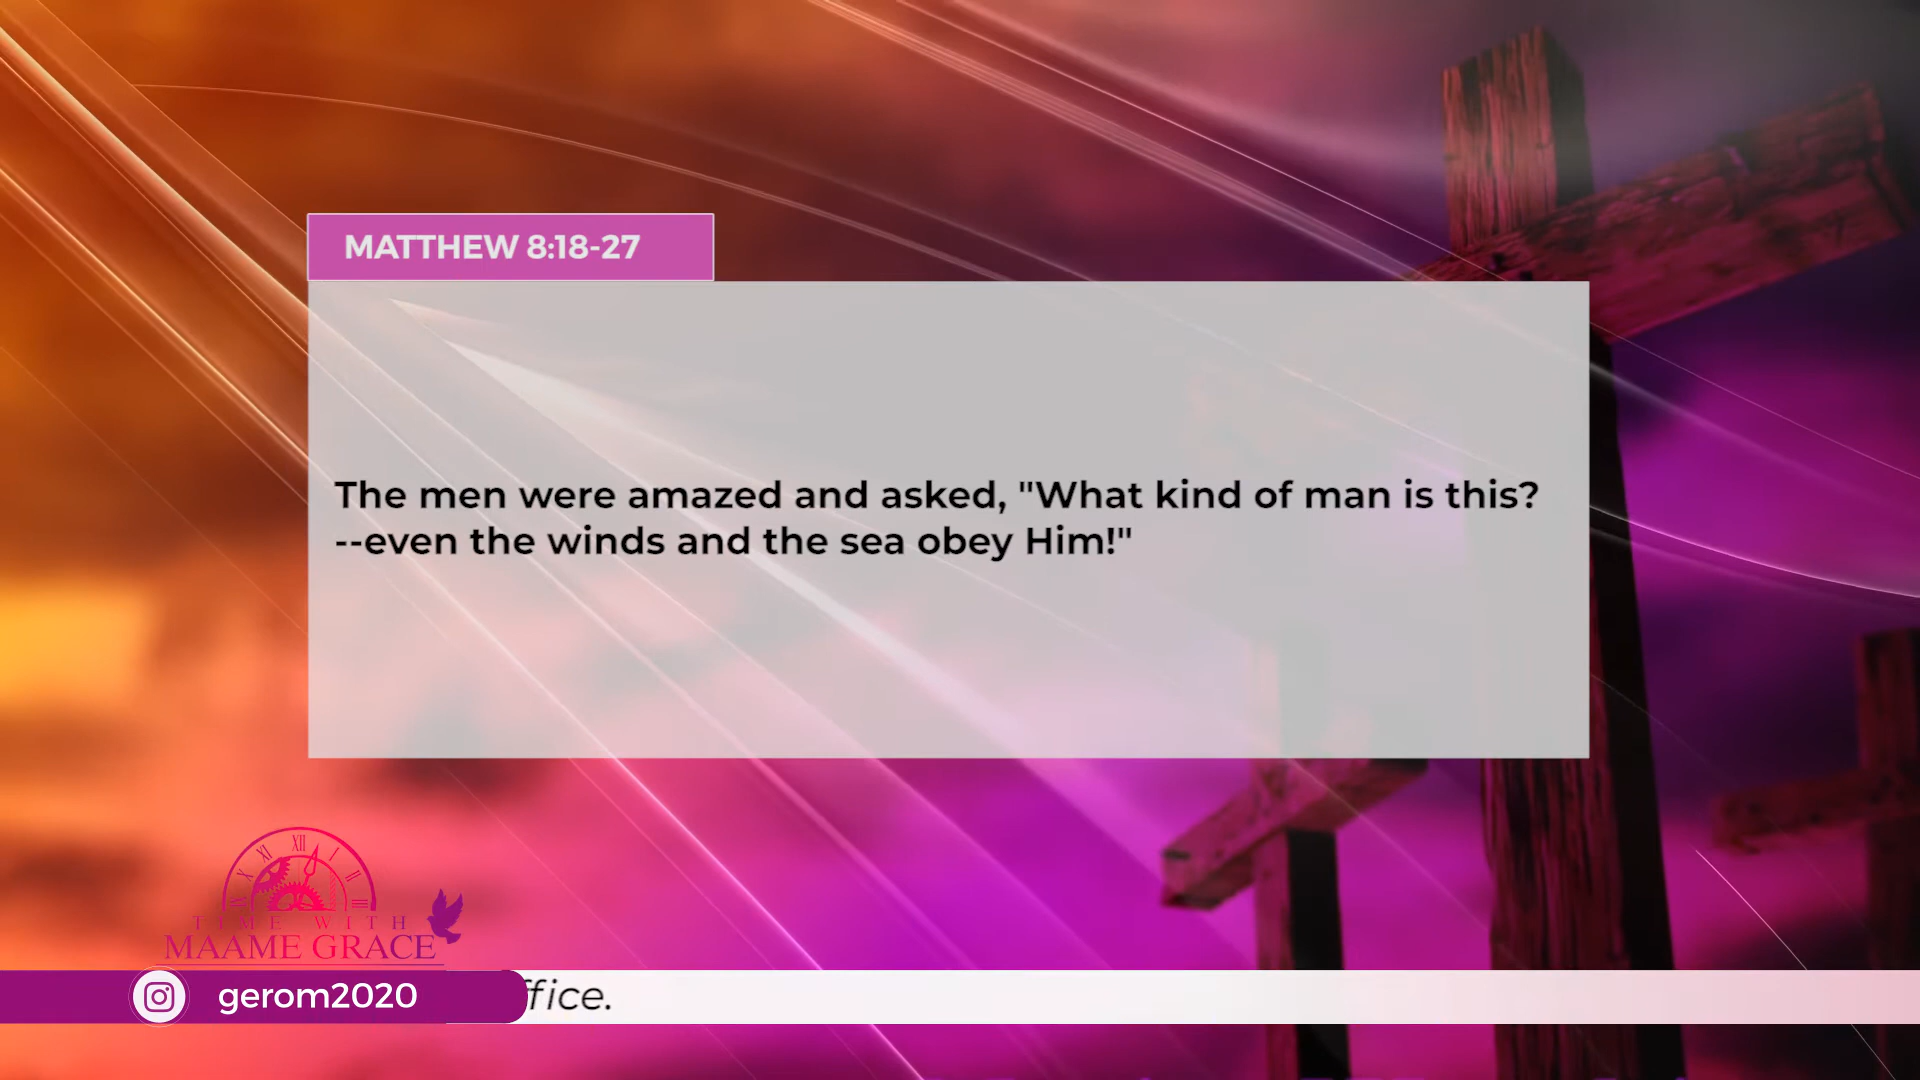 MATTHEW 8:18-27
The men were amazed and asked, "What kind of man is this?
--even the winds and the sea obey Him!"
XII
TIME WITH
MAAME GRACE
gerom2020
ffice.